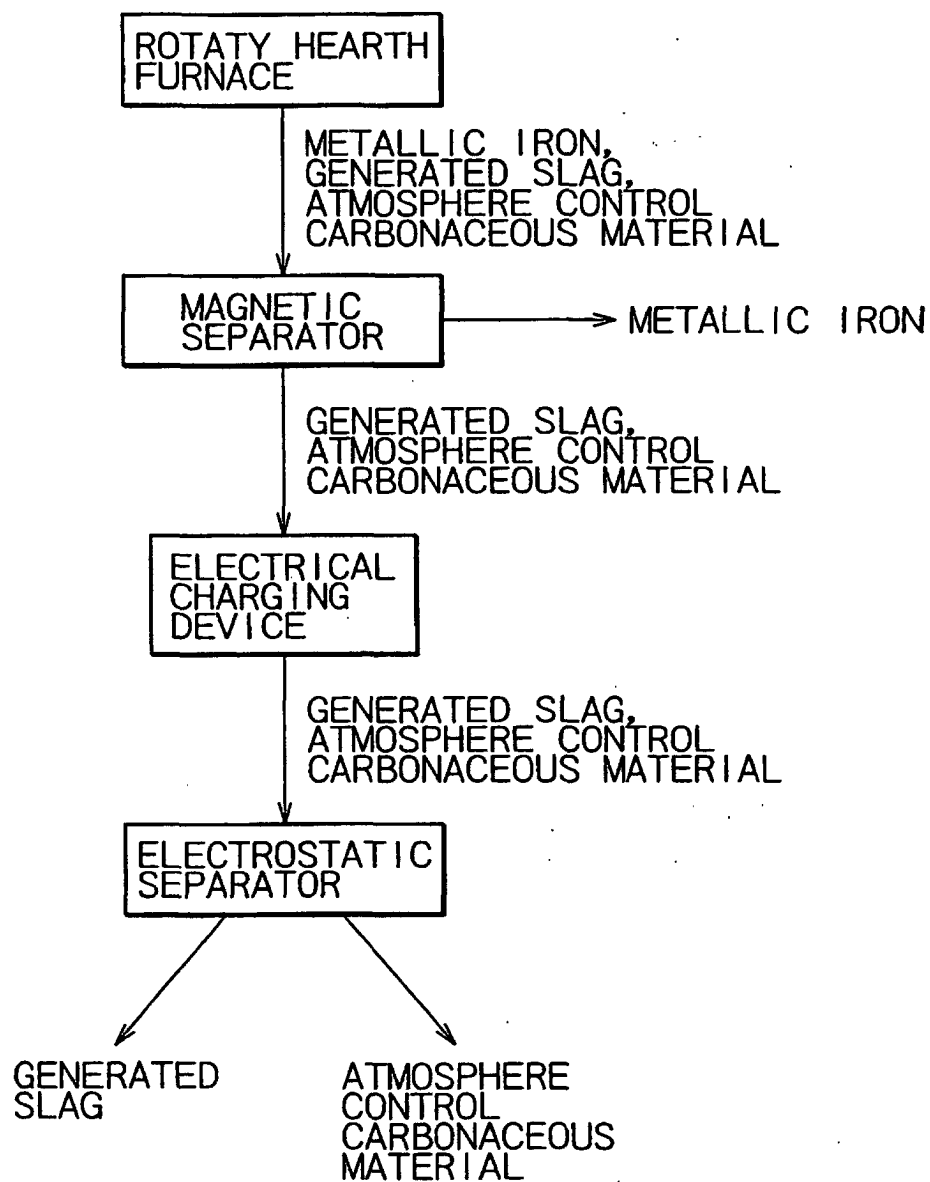 ROTATY HEARTH
FURNACE
METALLIC IRON,
GENERATED SLAG,
ATMOSPHERE CONTROL
CARBONACEOUS MATERIAL
MAGNETIC
SEPARATOR
METALLIC IRON
GENERATED SLAG,
ATMOSPHERE CONTROL
CARBONACEOUS MATERIAL
ELECTRICAL
CHARGING
DEVICE
GENERATED SLAG,
ATMOSPHERE CONTROL
CARBONACEOUS MATERIAL
ELECTROSTATIC
SEPARATOR
GENERATED
SLAG
ATMOSPHERE
CONTROL
CARBONACEOUS
MATERIAL